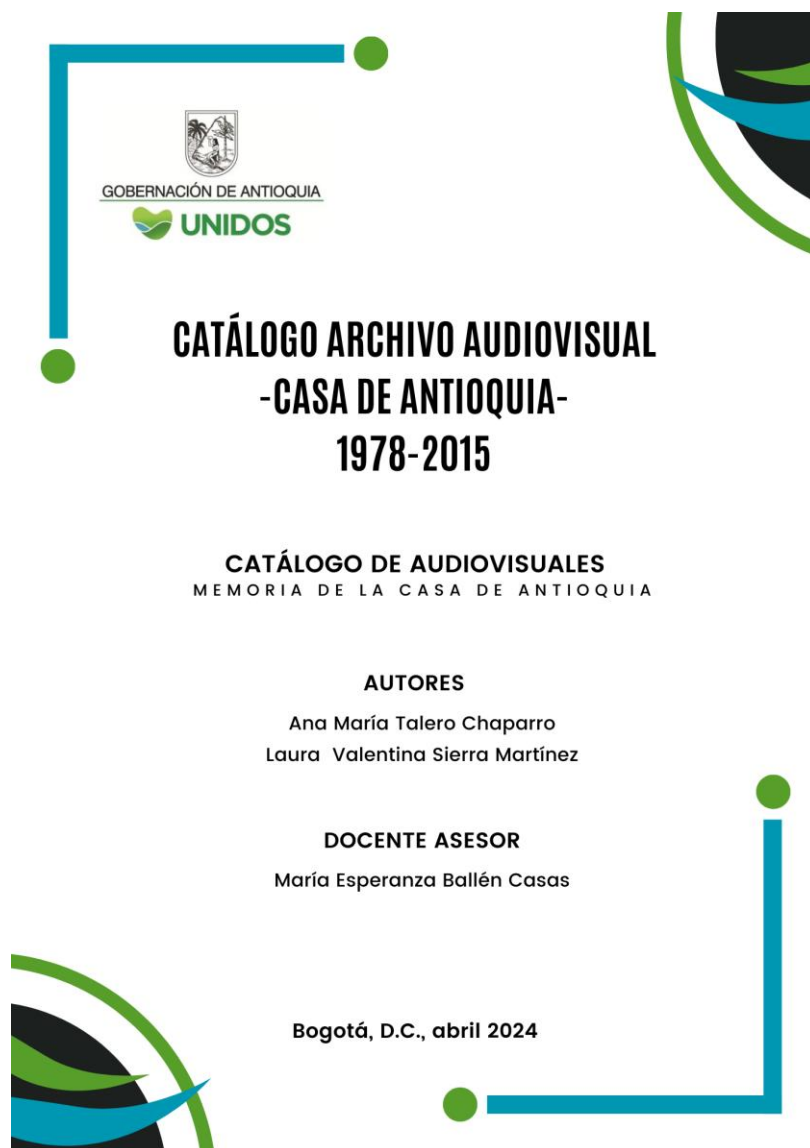 GOBERNACIÓN DE ANTIOQUIA
UNIDOS
CATÁLOGO ARCHIVO AUDIOVISUAL
-CASA DE ANTIOQUIA-
1978-2015
CATÁLOGO DE AUDIOVISUALES
MEMORIA DE LA CASA DE ANTIOQUIA
AUTORES
Ana María Talero Chaparro
Laura Valentina Sierra Martínez
DOCENTE ASESOR
María Esperanza Ballén Casas
Bogotá, D.C., abril 2024